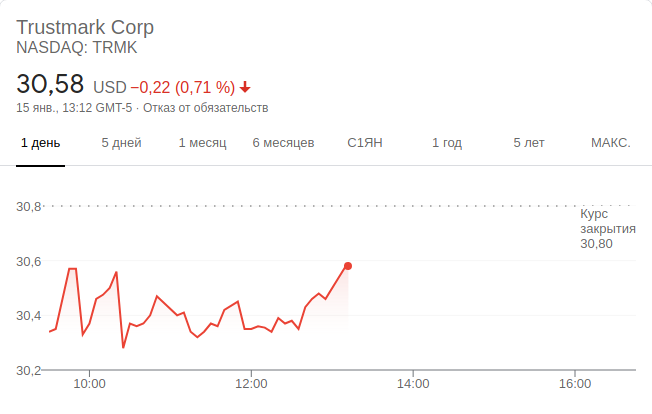 Trustmark Corp
NASDAQ: TRMK
30,58 USD −0,22 (0,71 %)
15 янв., 13:12 GMT-5 · Отказ от обязательств
1 день 5 дней 1 месяц 6 месяцев С1ЯН 1 год 5 лет МАКС.
30,8
Курс
закрытия
30,80
30,6
30,4
30,2
10:00 12:00 14:00 16:00